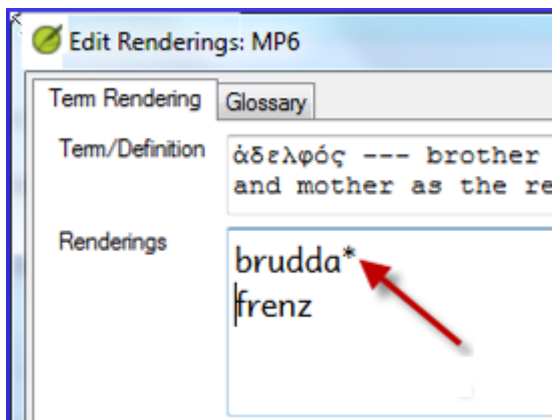 Edit Renderings: MP6
Term Rendering
Glossary
Term/Definition
ἀδελφός --- brother
and mother as the re
Renderings
brudda*
frenz